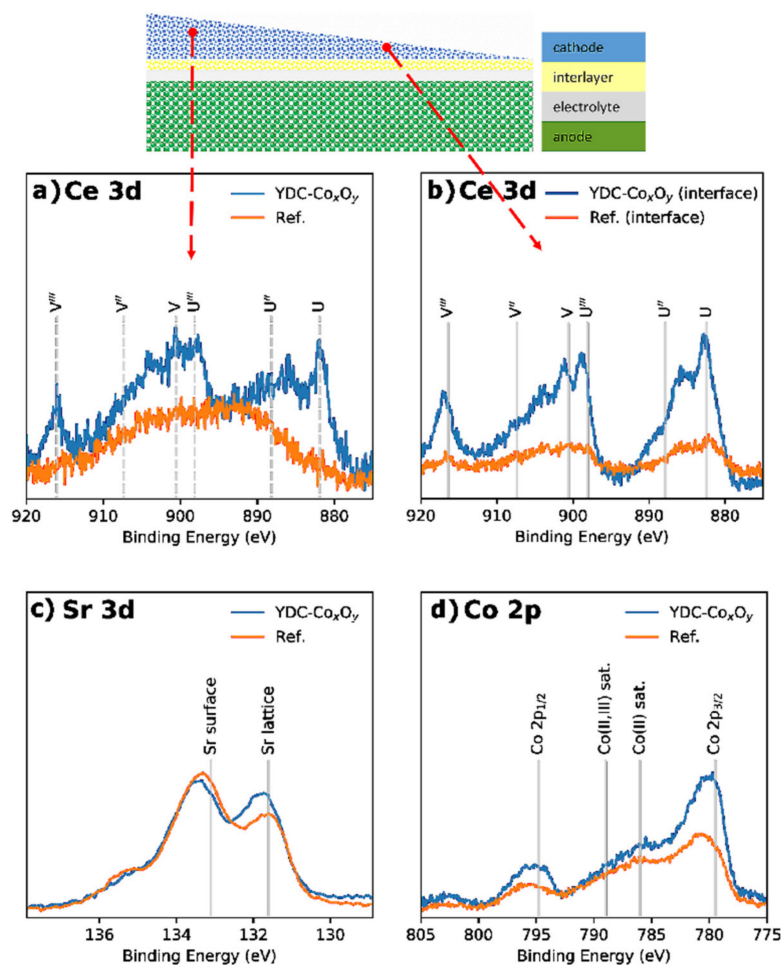 cathode
interlayer
electrolyte
anode
a) Ce 3d
YDC-CoxOy
Ref.
V''' V'' V U''' U'' U
920 910 900 890 880
Binding Energy (eV)
b) Ce 3d
YDC-CoxOy (interface)
Ref. (interface)
V''' V'' V U''' U'' U
920 910 900 890 880
Binding Energy (eV)
c) Sr 3d
YDC-CoxOy
Ref.
Sr surface
Sr lattice
136 134 132 130
Binding Energy (eV)
d) Co 2p
YDC-CoxOy
Ref.
Co 2p1/2
Co(II,III) sat.
Co(II) sat.
Co 2p3/2
805 800 795 790 785 780 775
Binding Energy (eV)